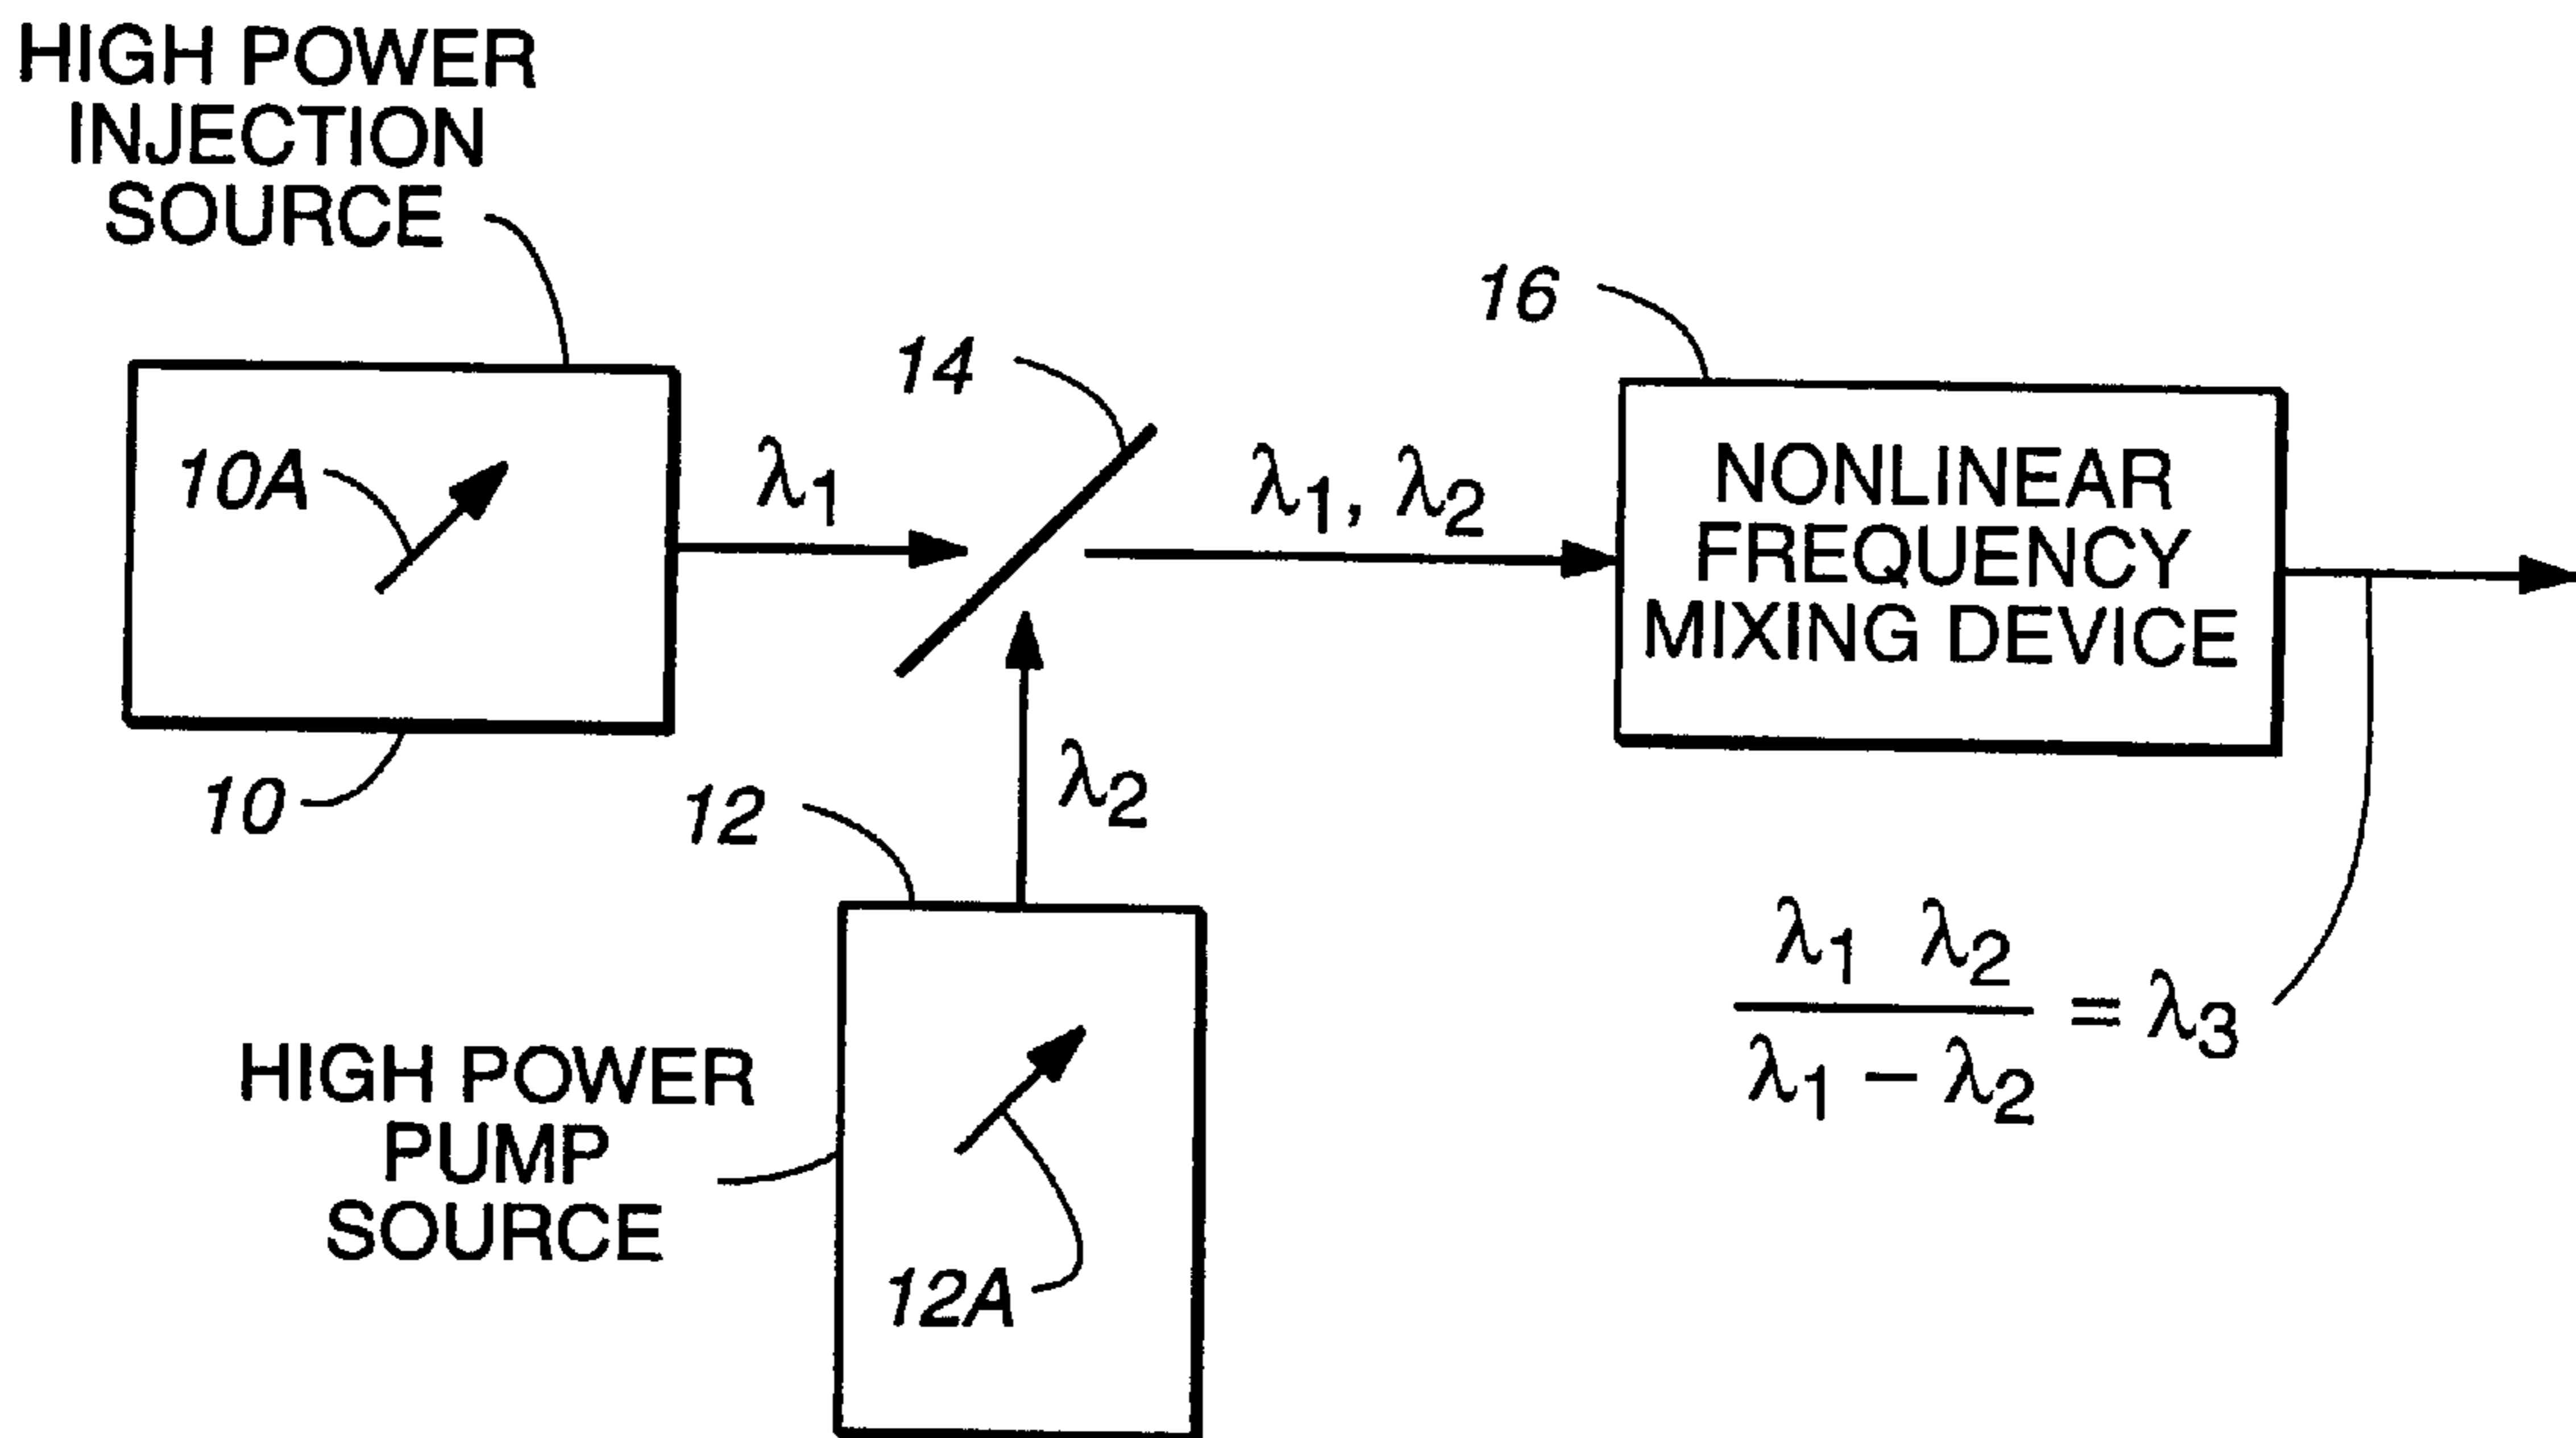 HIGH POWER
INJECTION
SOURCE
10A
10
λ1
14
λ1, λ2
16
NONLINEAR
FREQUENCY
MIXING DEVICE
12
λ2
HIGH POWER
PUMP
SOURCE
12A
λ1 λ2
λ1 – λ2
= λ3